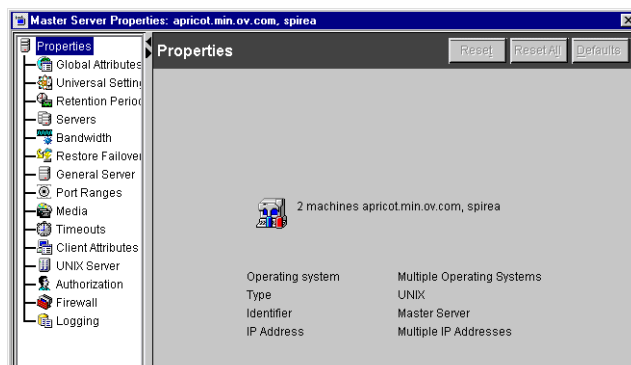 Master Server Properties: apricot.min.ov.com, spirea
Properties
Global Attributes
Universal Settin
Retention Period
Servers
Bandwidth
Restore Failover
General Server
Port Ranges
Media
Timeouts
Client Attributes
UNIX Server
Authorization
Firewall
Logging
Properties
Reset
Reset All
Defaults
2 machines apricot.min.ov.com, spirea
Operating system Multiple Operating Systems
Type UNIX
Identifier Master Server
IP Address Multiple IP Addresses